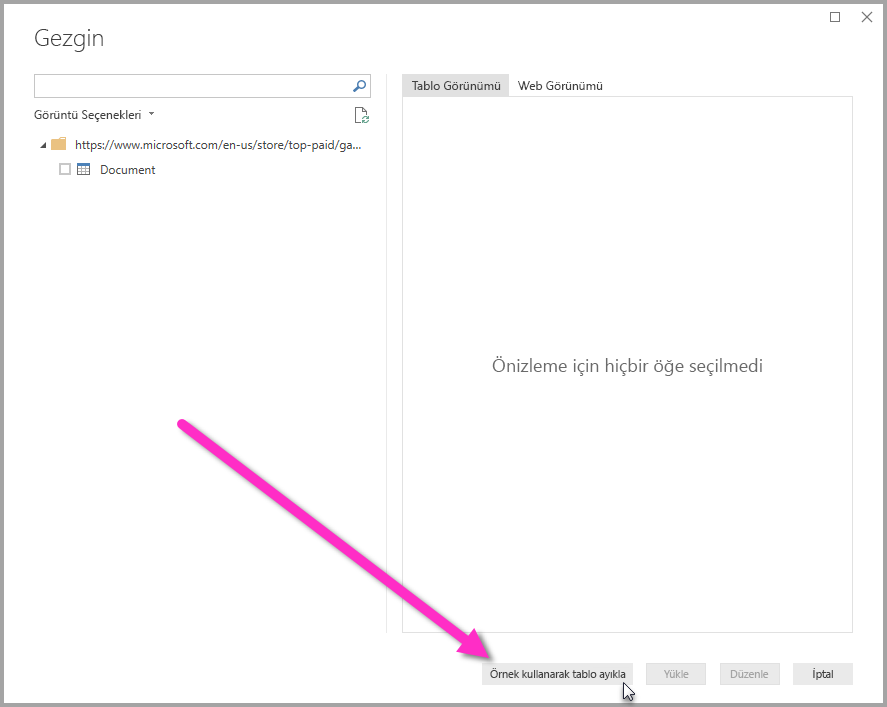 Gezgin
Görüntü Seçenekleri
https://www.microsoft.com/en-us/store/top-paid/ga...
Document
Tablo Görünümü
Web Görünümü
Önizleme için hiçbir öğe seçilmedi
Örnek kullanarak tablo ayıkla
Yükle
Düzenle
İptal